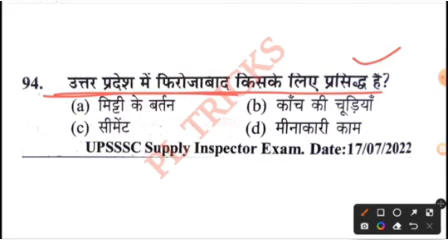 94. उत्तर प्रदेश में फिरोजाबाद किसके लिए प्रसिद्ध है?
(a) मिट्टी के बर्तन (b) काँच की चूड़ियाँ
(c) सीमेंट (d) मीनाकारी काम
UPSSSC Supply Inspector Exam. Date:17/07/2022